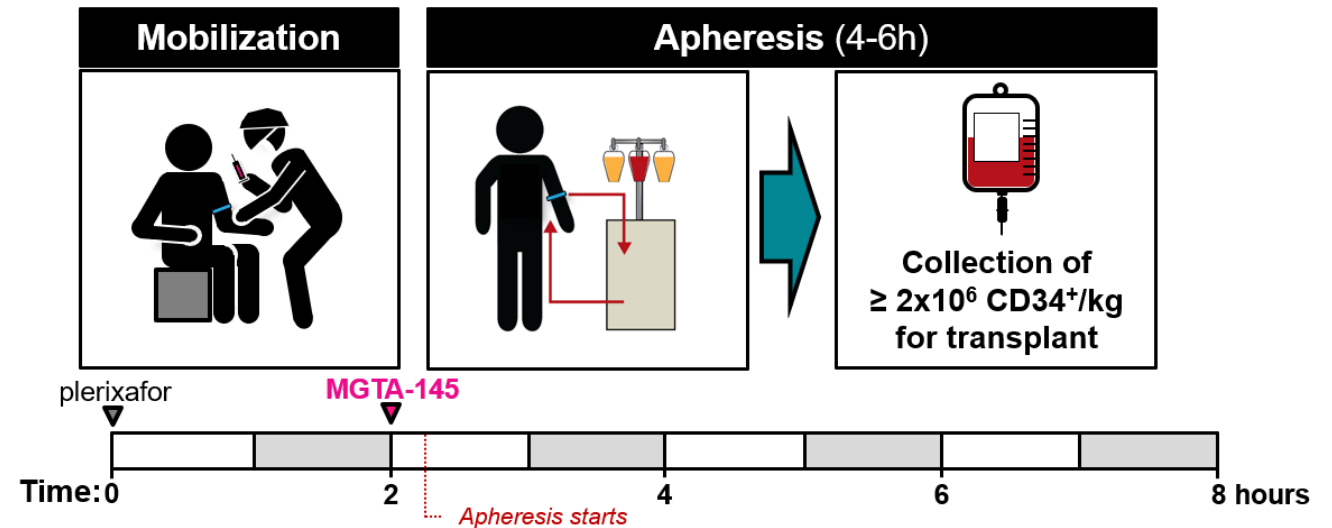 Mobilization
Apheresis (4-6h)
Collection of
≥ 2x10⁶ CD34⁺/kg
for transplant
plerixafor
MGTA-145
Time: 0 2 4 6 8 hours
Apheresis starts